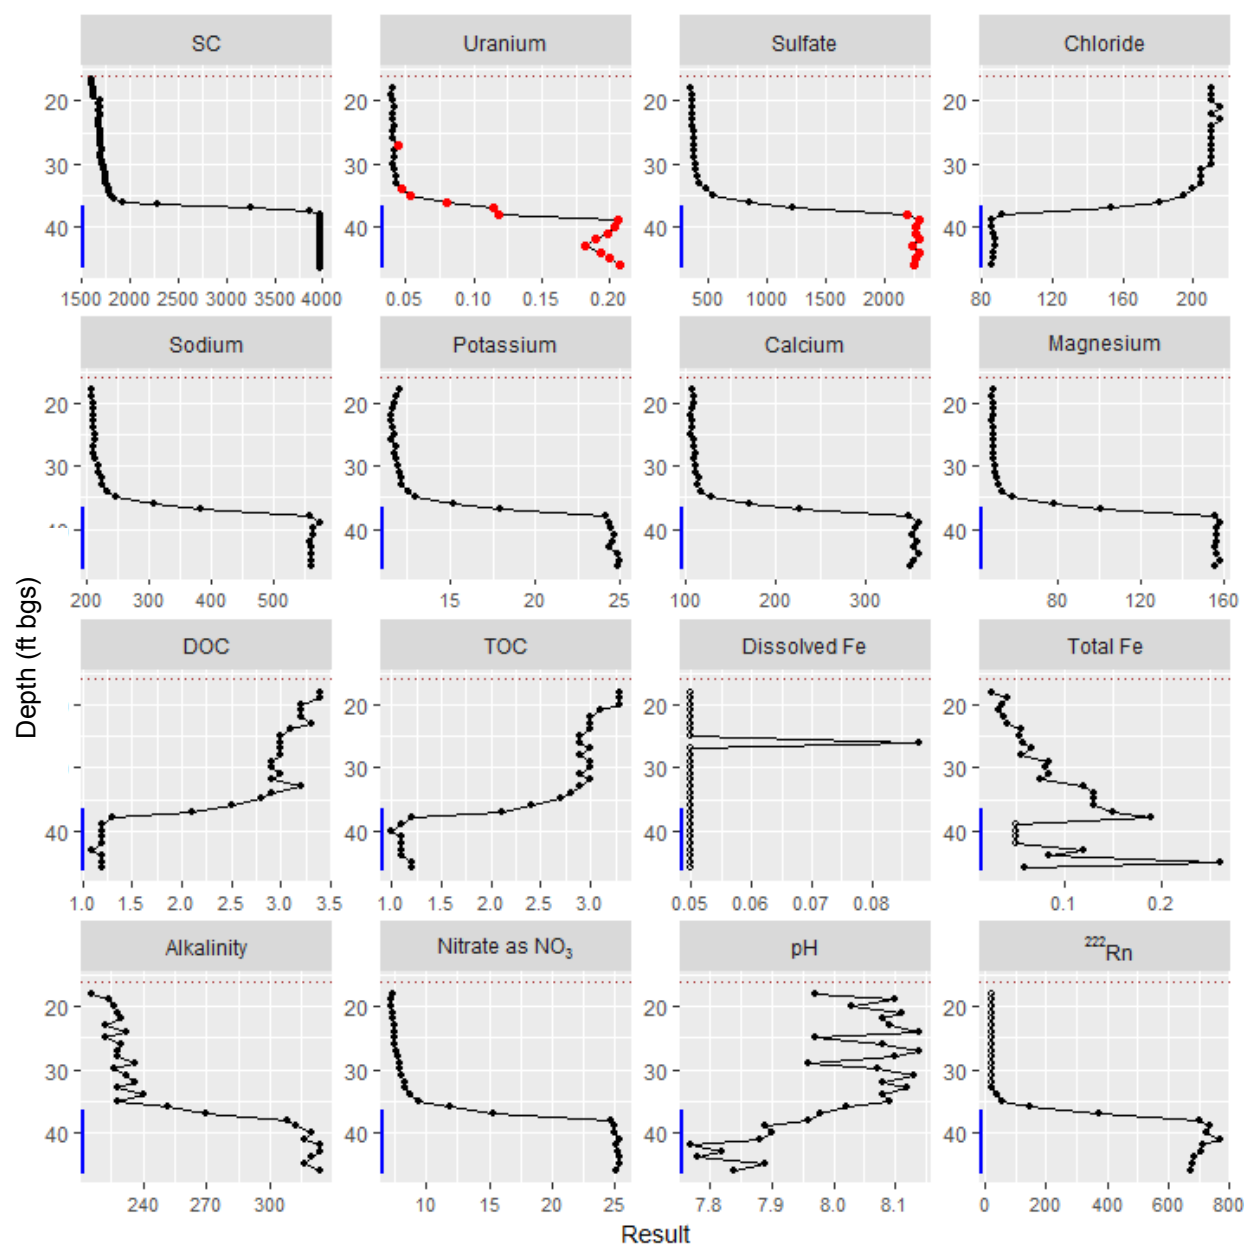 SC Uranium Sulfate Chloride
20 20 20 20
30 30 30 30
40 40 40 40
1500 2000 2500 3000 3500 4000 0.05 0.10 0.15 0.20 500 1000 1500 2000 80 120 160 200
Sodium Potassium Calcium Magnesium
20 20 20 20
30 30 30 30
40 40 40
200 300 400 500 15 20 25 100 200 300 80 120 160
Depth (ft bgs)
DOC TOC Dissolved Fe Total Fe
20 20 20
30 30 30
40 40 40 40
1.0 1.5 2.0 2.5 3.0 3.5 1.0 1.5 2.0 2.5 3.0 0.05 0.06 0.07 0.08 0.1 0.2
Alkalinity Nitrate as NO₃ pH ²²²Rn
20 20 20 20
30 30 30 30
40 40 40 40
240 270 300 10 15 20 25 7.8 7.9 8.0 8.1 0 200 400 600 800
Result